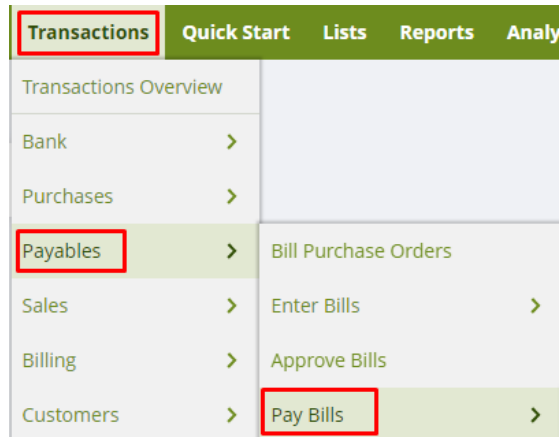 Transactions Quick Start Lists Reports Analy
Transactions Overview
Bank
Purchases
Payables
Bill Purchase Orders
Sales
Enter Bills
Billing
Approve Bills
Customers
Pay Bills